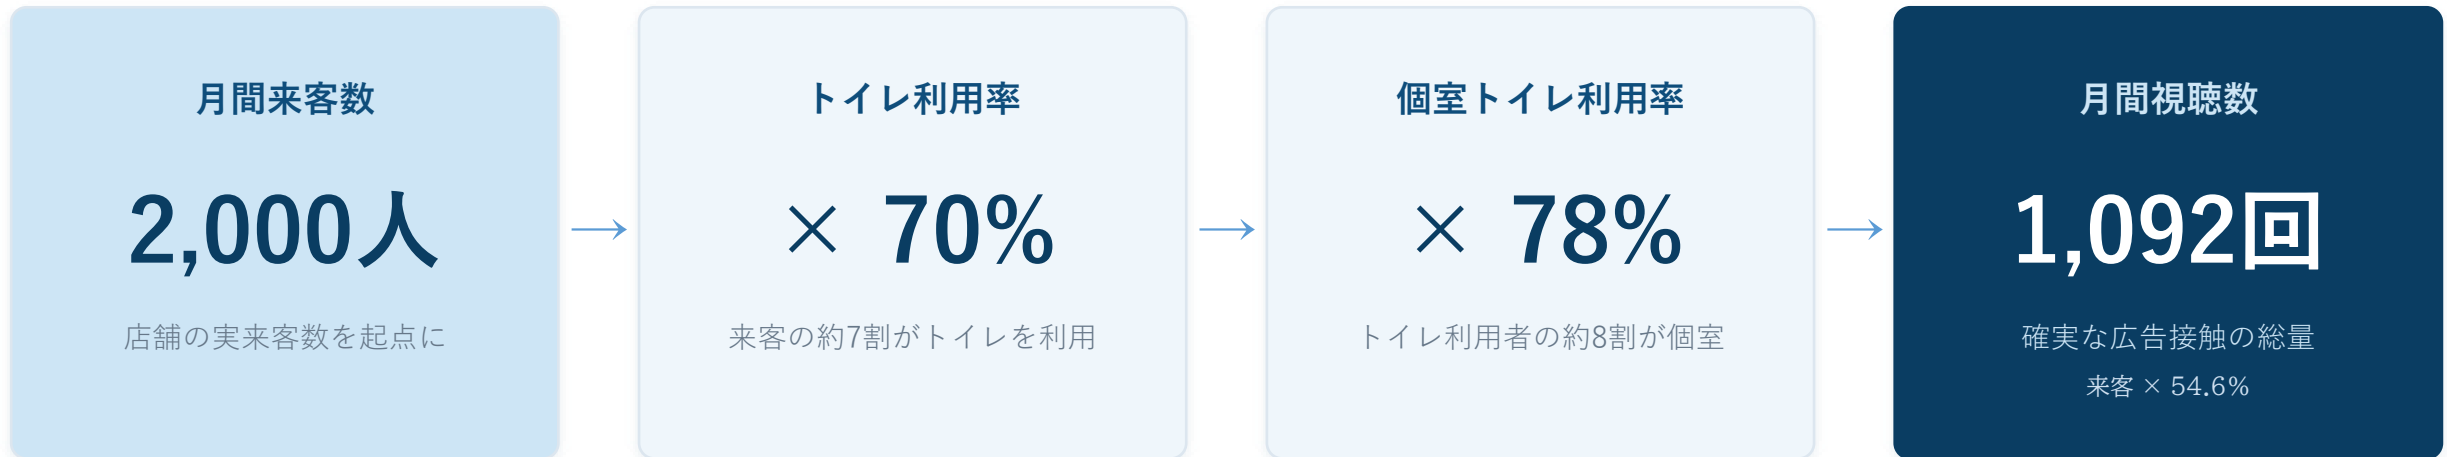 月間来客数
2,000人
店舗の実来客数を起点に
トイレ利用率
× 70%
来客の約7割がトイレを利用
個室トイレ利用率
× 78%
トイレ利用者の約8割が個室
月間視聴数
1,092回
確実な広告接触の総量
来客 × 54.6%